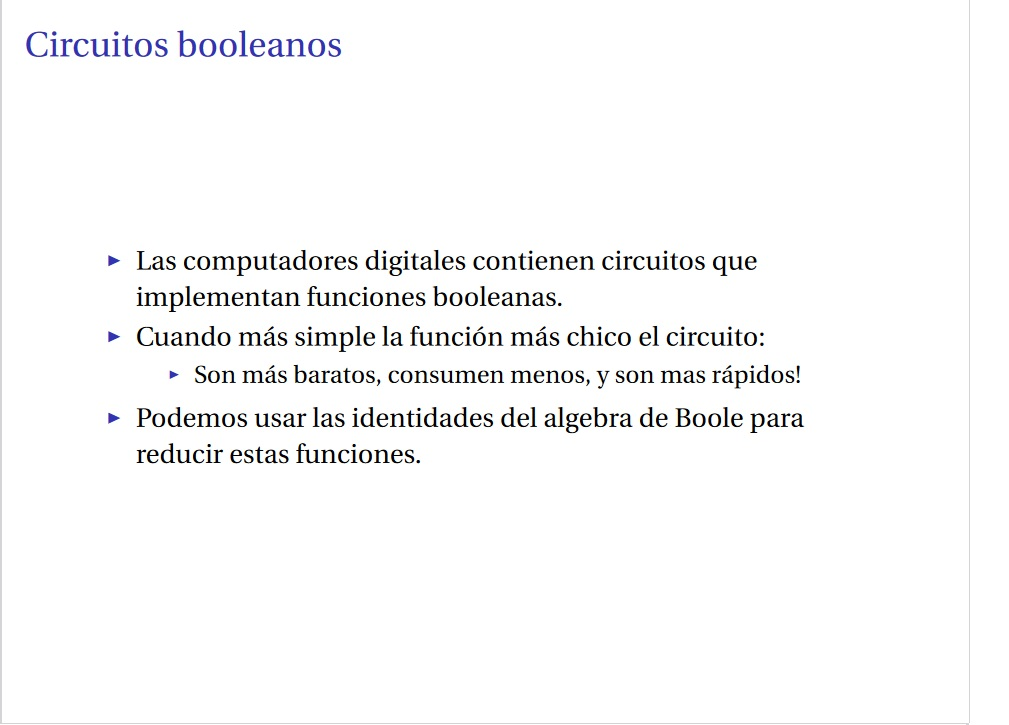 Circuitos booleanos
▶ Las computadores digitales contienen circuitos que
implementan funciones booleanas.
▶ Cuando más simple la función más chico el circuito:
▶ Son más baratos, consumen menos, y son mas rápidos!
▶ Podemos usar las identidades del algebra de Boole para
reducir estas funciones.